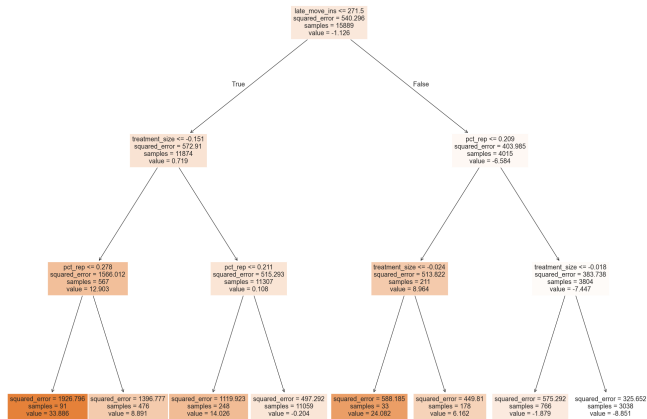 late_move_ins <= 271.5
squared_error = 540.296
samples = 15889
value = -1.126
True
False
treatment_size <= -0.151
squared_error = 572.91
samples = 11874
value = 0.719
pct_rep <= 0.209
squared_error = 403.985
samples = 4015
value = -6.584
pct_rep <= 0.278
squared_error = 1566.012
samples = 567
value = 12.903
pct_rep <= 0.211
squared_error = 515.293
samples = 11307
value = 0.108
treatment_size <= -0.024
squared_error = 513.822
samples = 211
value = 8.964
treatment_size <= -0.018
squared_error = 383.738
samples = 3804
value = -7.447
squared_error = 1926.796
samples = 91
value = 33.886
squared_error = 1396.777
samples = 476
value = 8.891
squared_error = 1119.923
samples = 248
value = 14.026
squared_error = 497.292
samples = 11059
value = -0.204
squared_error = 588.185
samples = 33
value = 24.082
squared_error = 449.81
samples = 178
value = 6.162
squared_error = 575.292
samples = 766
value = -1.879
squared_error = 325.652
samples = 3038
value = -8.851